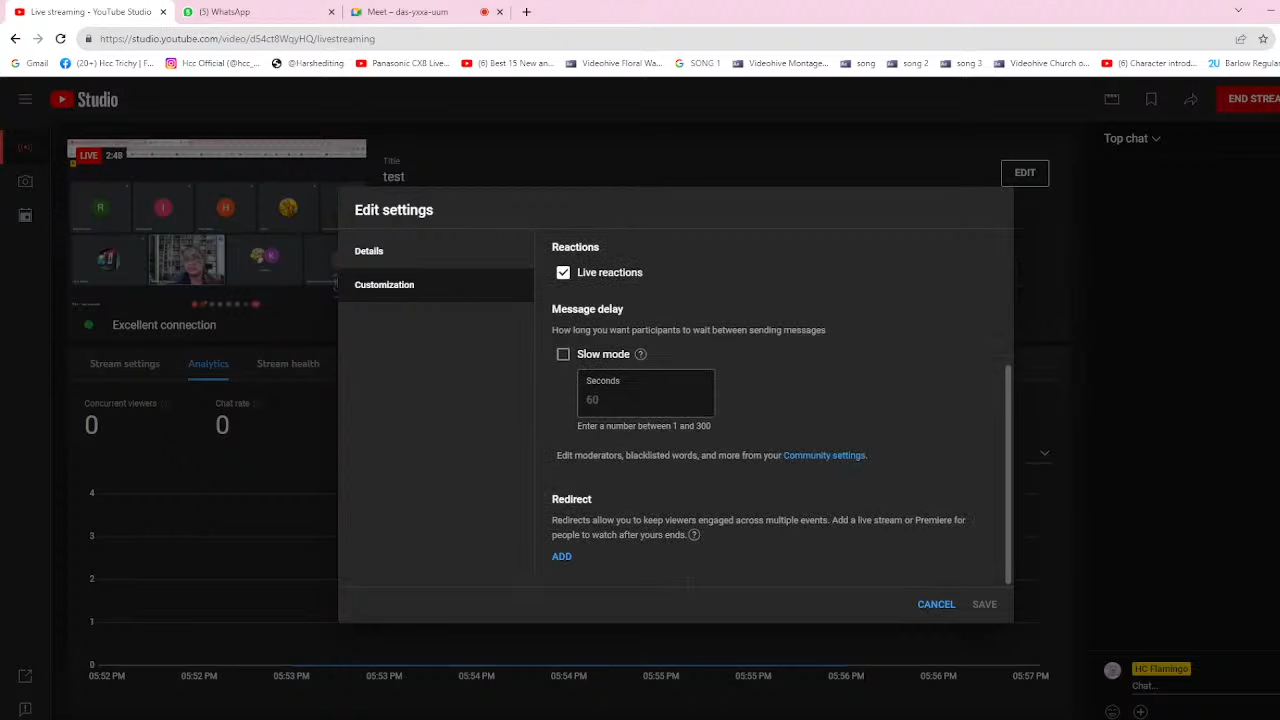 Live streaming - YouTube Studio
(5) WhatsApp
Meet – das-yxxa-uum
https://studio.youtube.com/video/d54ct8WqyHQ/livestreaming
Gmail
(20+) Hcc Trichy | F...
Hcc Official (@hcc_...
@Harshediting
Panasonic CX8 Live...
(6) Best 15 New an...
Videohive Floral Wa...
SONG 1
Videohive Montage...
song
song 2
song 3
Videohive Church o...
(6) Character introd...
Barlow Regular
Studio
END STREA
LIVE 2:48
Title
test
EDIT
Top chat
Edit settings
Details
Customization
Reactions
Live reactions
Message delay
How long you want participants to wait between sending messages
Slow mode
Seconds
60
Enter a number between 1 and 300
Edit moderators, blacklisted words, and more from your Community settings.
Redirect
Redirects allow you to keep viewers engaged across multiple events. Add a live stream or Premiere for
people to watch after yours ends.
ADD
CANCEL
SAVE
R
I
H
K
Excellent connection
Stream settings
Analytics
Stream health
Concurrent viewers
Chat rate
0
0
4
3
2
1
0
05:52 PM
05:52 PM
05:53 PM
05:53 PM
05:54 PM
05:54 PM
05:55 PM
05:55 PM
05:56 PM
05:56 PM
05:57 PM
HC Flamingo
Chat...